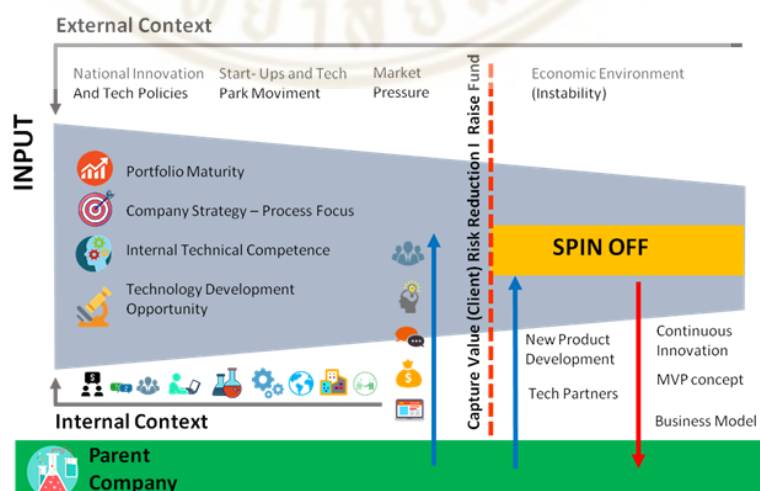 External Context
National Innovation
And Tech Policies
Start- Ups and Tech
Park Moviment
Market
Pressure
Economic Environment
(Instability)
INPUT
Portfolio Maturity
Company Strategy – Process Focus
Internal Technical Competence
Technology Development
Opportunity
Capture Value (Client) Risk Reduction I Raise Fund
SPIN OFF
New Product
Development
Tech Partners
Continuous
Innovation
MVP concept
Business Model
Internal Context
Parent
Company